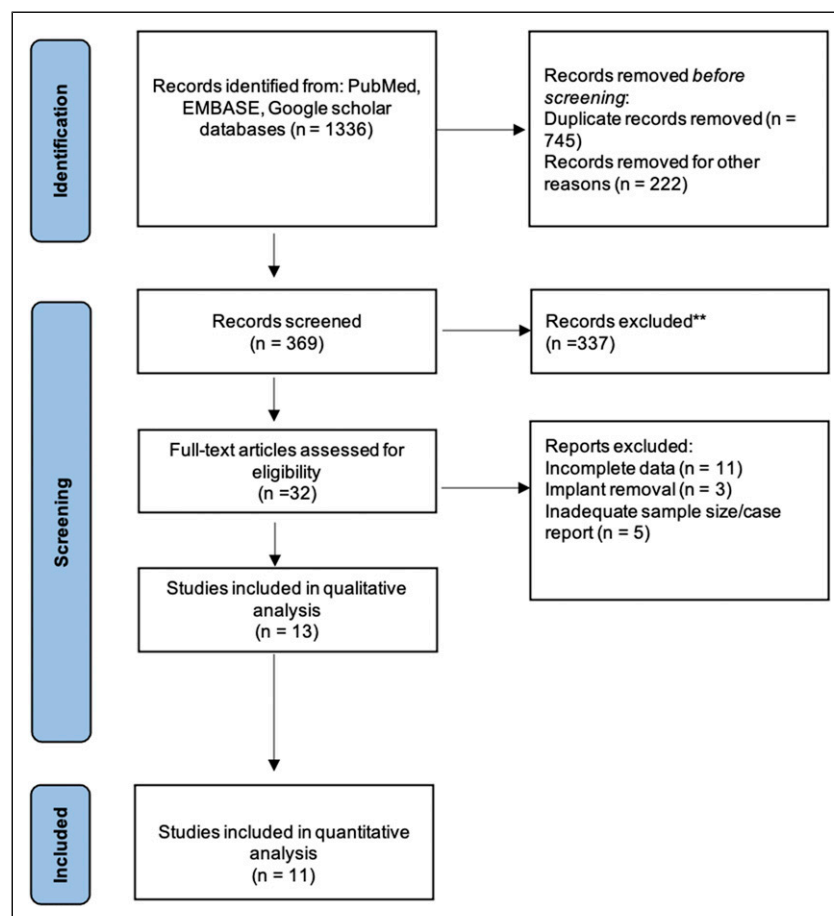 Identification
Records identified from: PubMed,
EMBASE, Google scholar
databases (n = 1336)
Records removed before
screening:
Duplicate records removed (n =
745)
Records removed for other
reasons (n = 222)
Screening
Records screened
(n = 369)
Records excluded**
(n =337)
Full-text articles assessed for
eligibility
(n =32)
Reports excluded:
Incomplete data (n = 11)
Implant removal (n = 3)
Inadequate sample size/case
report (n = 5)
Studies included in qualitative
analysis
(n = 13)
Included
Studies included in quantitative
analysis
(n = 11)